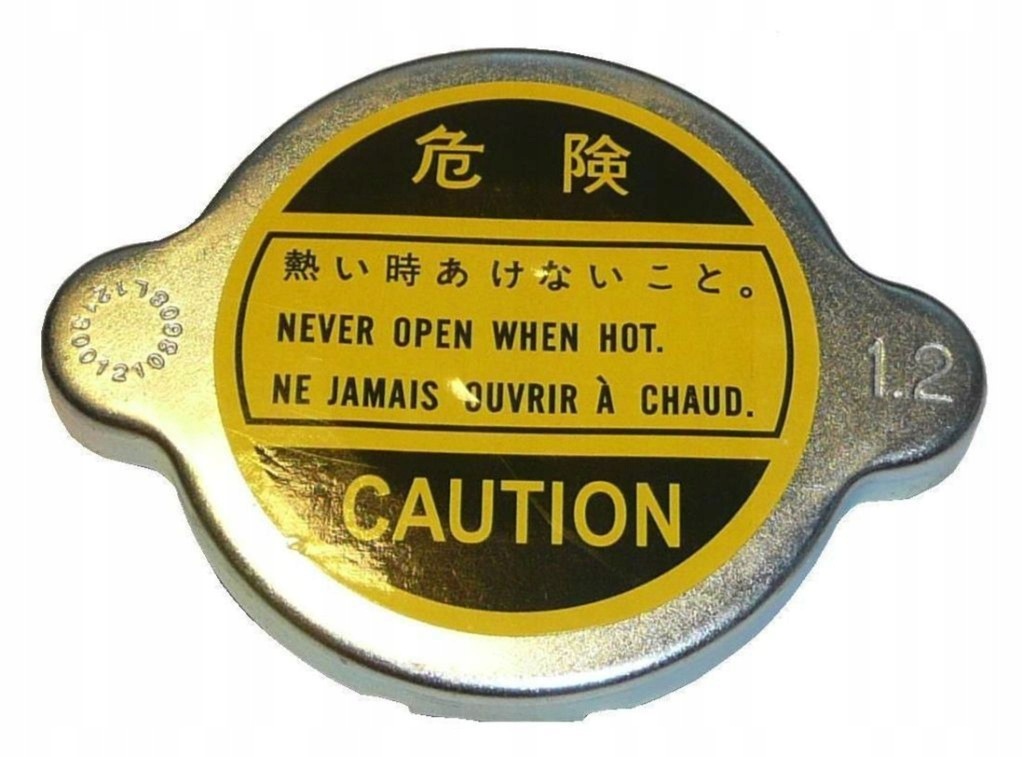 危険
熱い時あけないこと。
NEVER OPEN WHEN HOT.
NE JAMAIS OUVRIR À CHAUD.
CAUTION
1.2